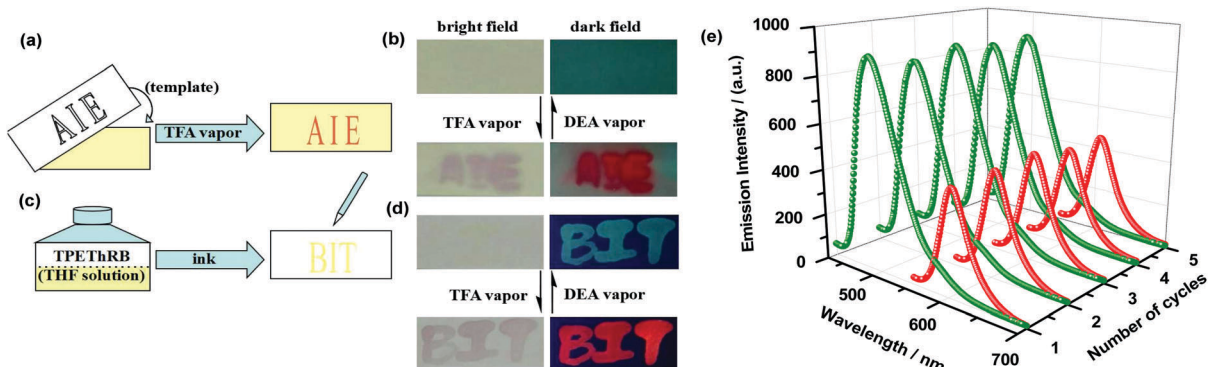 (a)
AIE
(template)
TFA vapor
AIE
(b)
bright field
dark field
TFA vapor
DEA vapor
AIE
AIE
(c)
TPEThRB
(THF solution)
ink
BIT
(d)
BIT
TFA vapor
DEA vapor
BIT
BIT
(e)
Emission Intensity / (a.u.)
1000
800
600
400
200
0
500
600
700
Wavelength / nm
1
2
3
4
5
Number of cycles